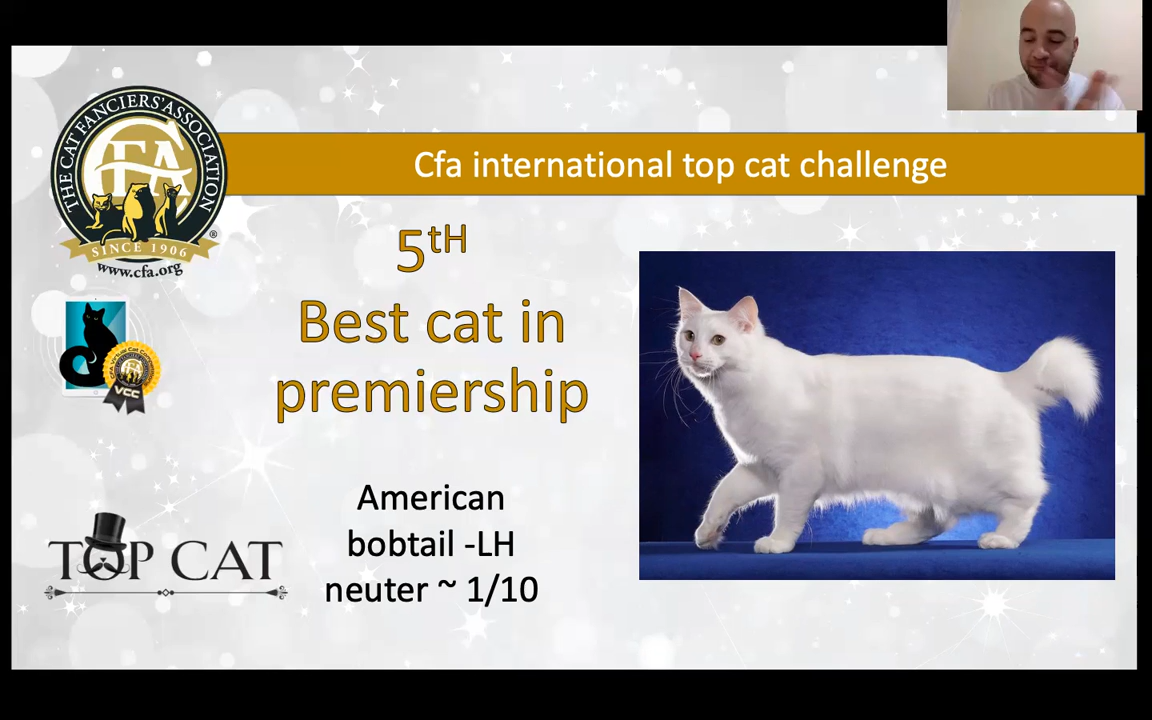 THE CAT FANCIERS' ASSOCIATION
CFA
®
SINCE 1906
www.cfa.org
Cfa international top cat challenge
5tH
Best cat in
premiership
VCC
American
bobtail -LH
neuter ~ 1/10
TOP CAT